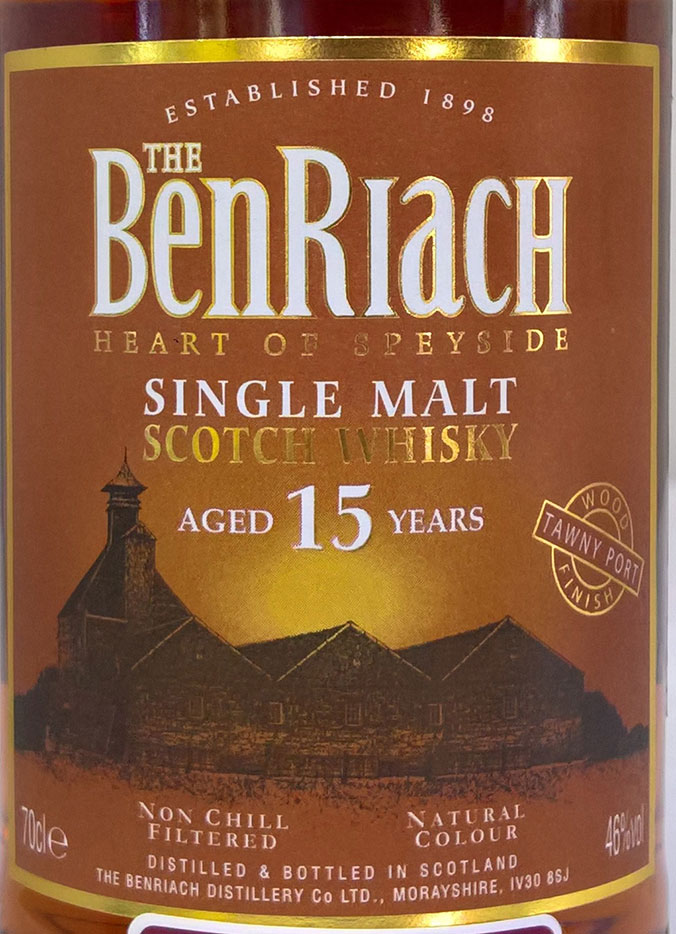 ESTABLISHED 1898
THE
BENRIACH
HEART OF SPEYSIDE
SINGLE MALT
SCOTCH WHISKY
AGED 15 YEARS
WOOD
TAWNY PORT
FINISH
NON CHILL
FILTERED
NATURAL
COLOUR
70cl e
46%vol
DISTILLED & BOTTLED IN SCOTLAND
THE BENRIACH DISTILLERY Co LTD., MORAYSHIRE, IV30 8SJ